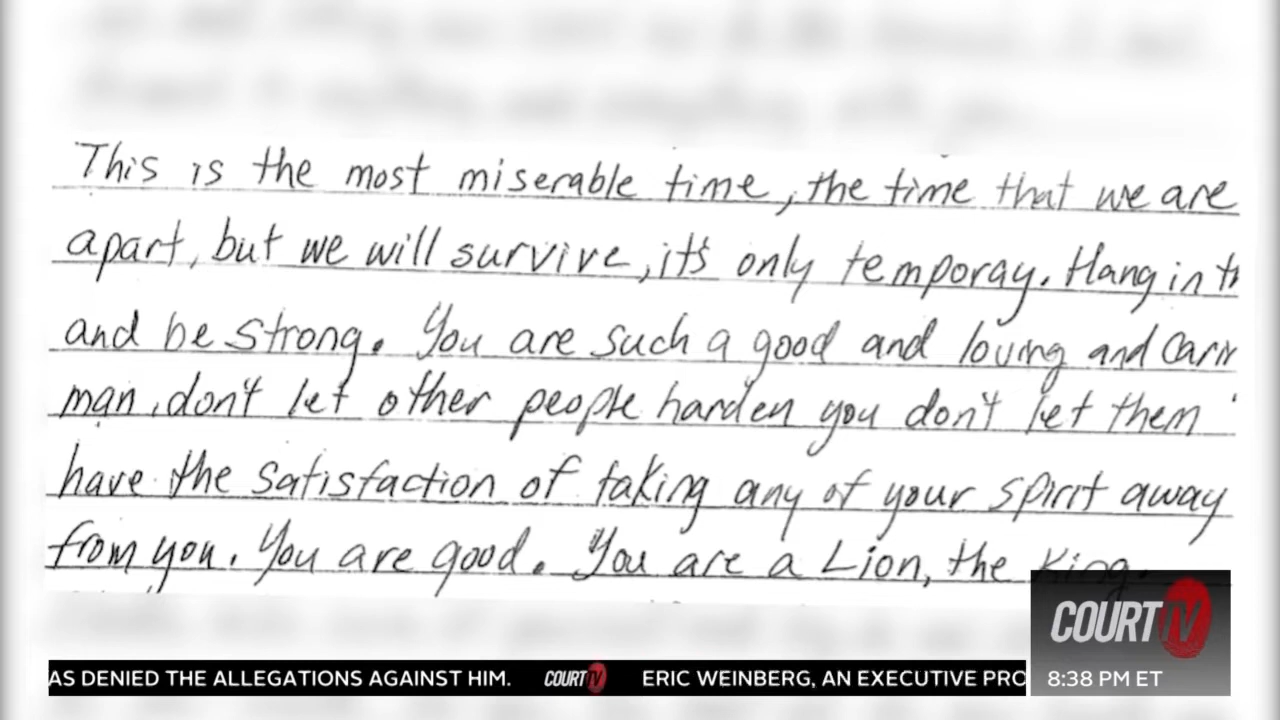 This is the most miserable time, the time that we are
apart, but we will survive, it's only temporay. Hang in th
and be strong. You are such a good and loving and carin
man, don't let other people harden you don't let them
have the satisfaction of taking any of your spirit away
from you. You are good. You are a Lion, the King.
COURT TV
8:38 PM ET
AS DENIED THE ALLEGATIONS AGAINST HIM. COURT TV ERIC WEINBERG, AN EXECUTIVE PRO